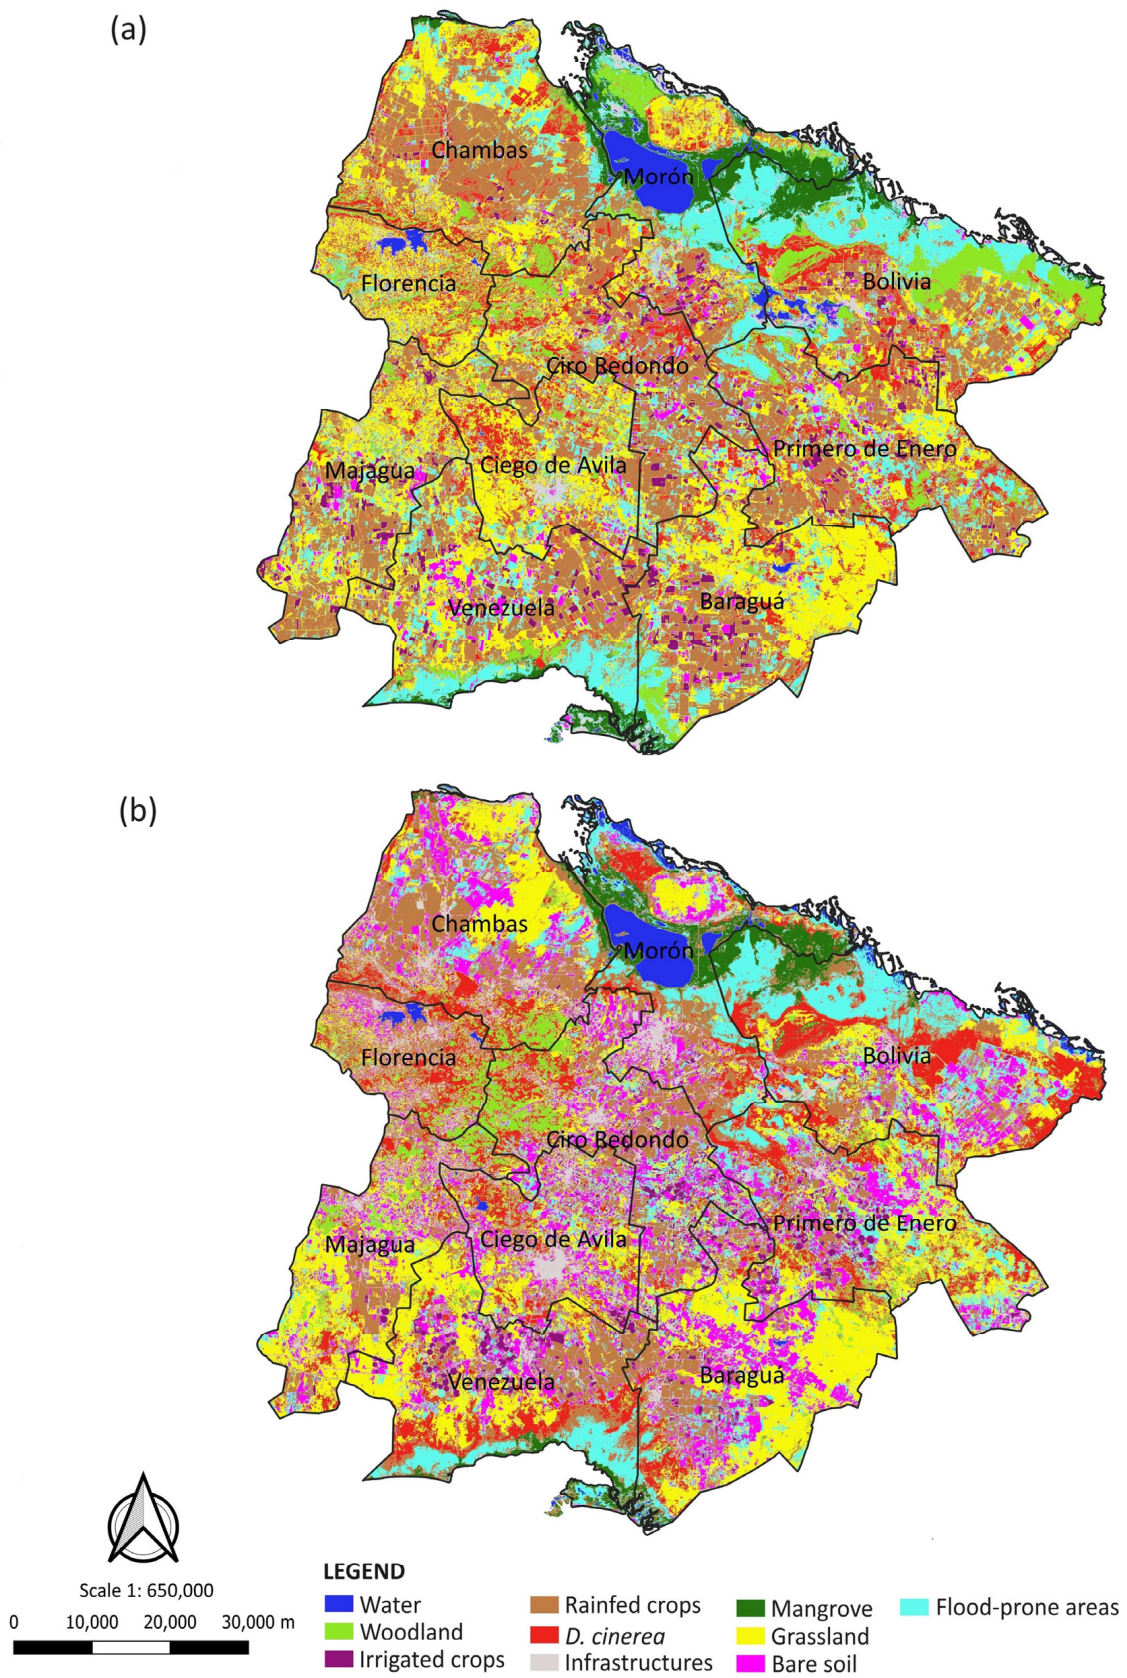 (a)
Chambas
Morón
Florencia
Bolivia
Ciro Redondo
Primero de Enero
Majagua
Ciego de Avila
Venezuela
Baraguá
(b)
Chambas
Morón
Florencia
Bolivia
Ciro Redondo
Primero de Enero
Majagua
Ciego de Avila
Venezuela
Baraguá
Scale 1: 650,000
0 10,000 20,000 30,000 m
LEGEND
Water Rainfed crops Mangrove Flood-prone areas
Woodland D. cinerea Grassland
Irrigated crops Infrastructures Bare soil